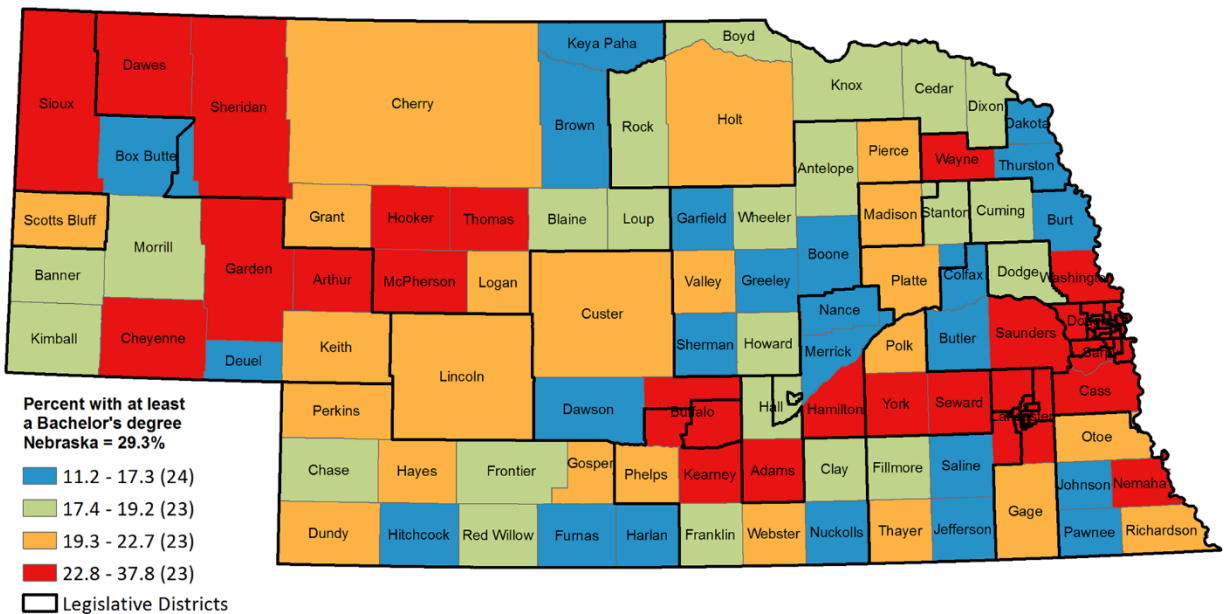 Keya Paha
Boyd
Dawes
Knox
Cedar
Sioux
Sheridan
Cherry
Dixon
Brown
Rock
Holt
Dakota
Box Butte
Pierce
Wayne
Thurston
Antelope
Scotts Bluff
Grant
Hooker
Thomas
Blaine
Loup
Garfield
Wheeler
Madison
Stanton
Cuming
Burt
Morrill
Banner
Garden
Arthur
McPherson
Logan
Valley
Greeley
Boone
Platte
Colfax
Dodge
Washington
Custer
Nance
Kimball
Cheyenne
Deuel
Keith
Lincoln
Sherman
Howard
Merrick
Polk
Butler
Saunders
Perkins
Dawson
Buffalo
Hall
Hamilton
York
Seward
Cass
Otoe
Chase
Hayes
Frontier
Gosper
Phelps
Kearney
Adams
Clay
Fillmore
Saline
Johnson
Nemaha
Dundy
Hitchcock
Red Willow
Furnas
Harlan
Franklin
Webster
Nuckolls
Thayer
Jefferson
Gage
Pawnee
Richardson
Percent with at least
a Bachelor's degree
Nebraska = 29.3%
11.2 - 17.3 (24)
17.4 - 19.2 (23)
19.3 - 22.7 (23)
22.8 - 37.8 (23)
Legislative Districts